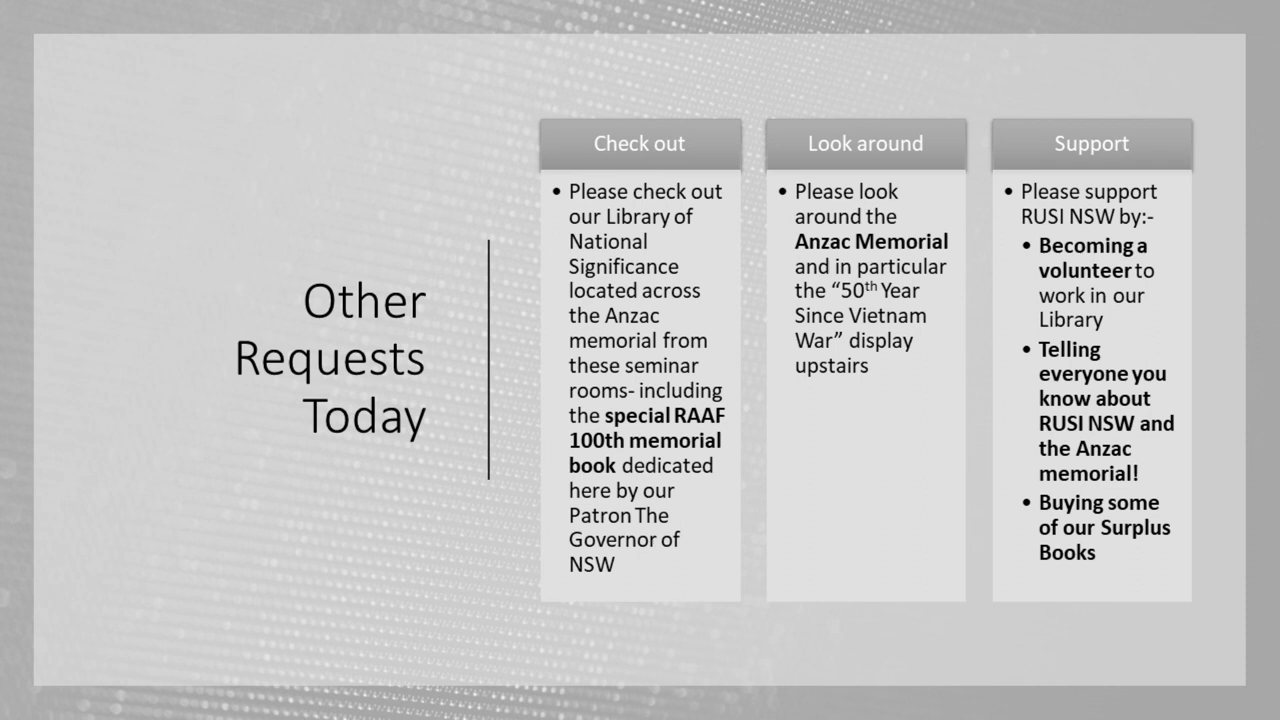 Other
Requests
Today
Check out
• Please check out
our Library of
National
Significance
located across
the Anzac
memorial from
these seminar
rooms- including
the special RAAF
100th memorial
book dedicated
here by our
Patron The
Governor of
NSW
Look around
• Please look
around the
Anzac Memorial
and in particular
the “50th Year
Since Vietnam
War” display
upstairs
Support
• Please support
RUSI NSW by:-
• Becoming a
volunteer to
work in our
Library
• Telling
everyone you
know about
RUSI NSW and
the Anzac
memorial!
• Buying some
of our Surplus
Books